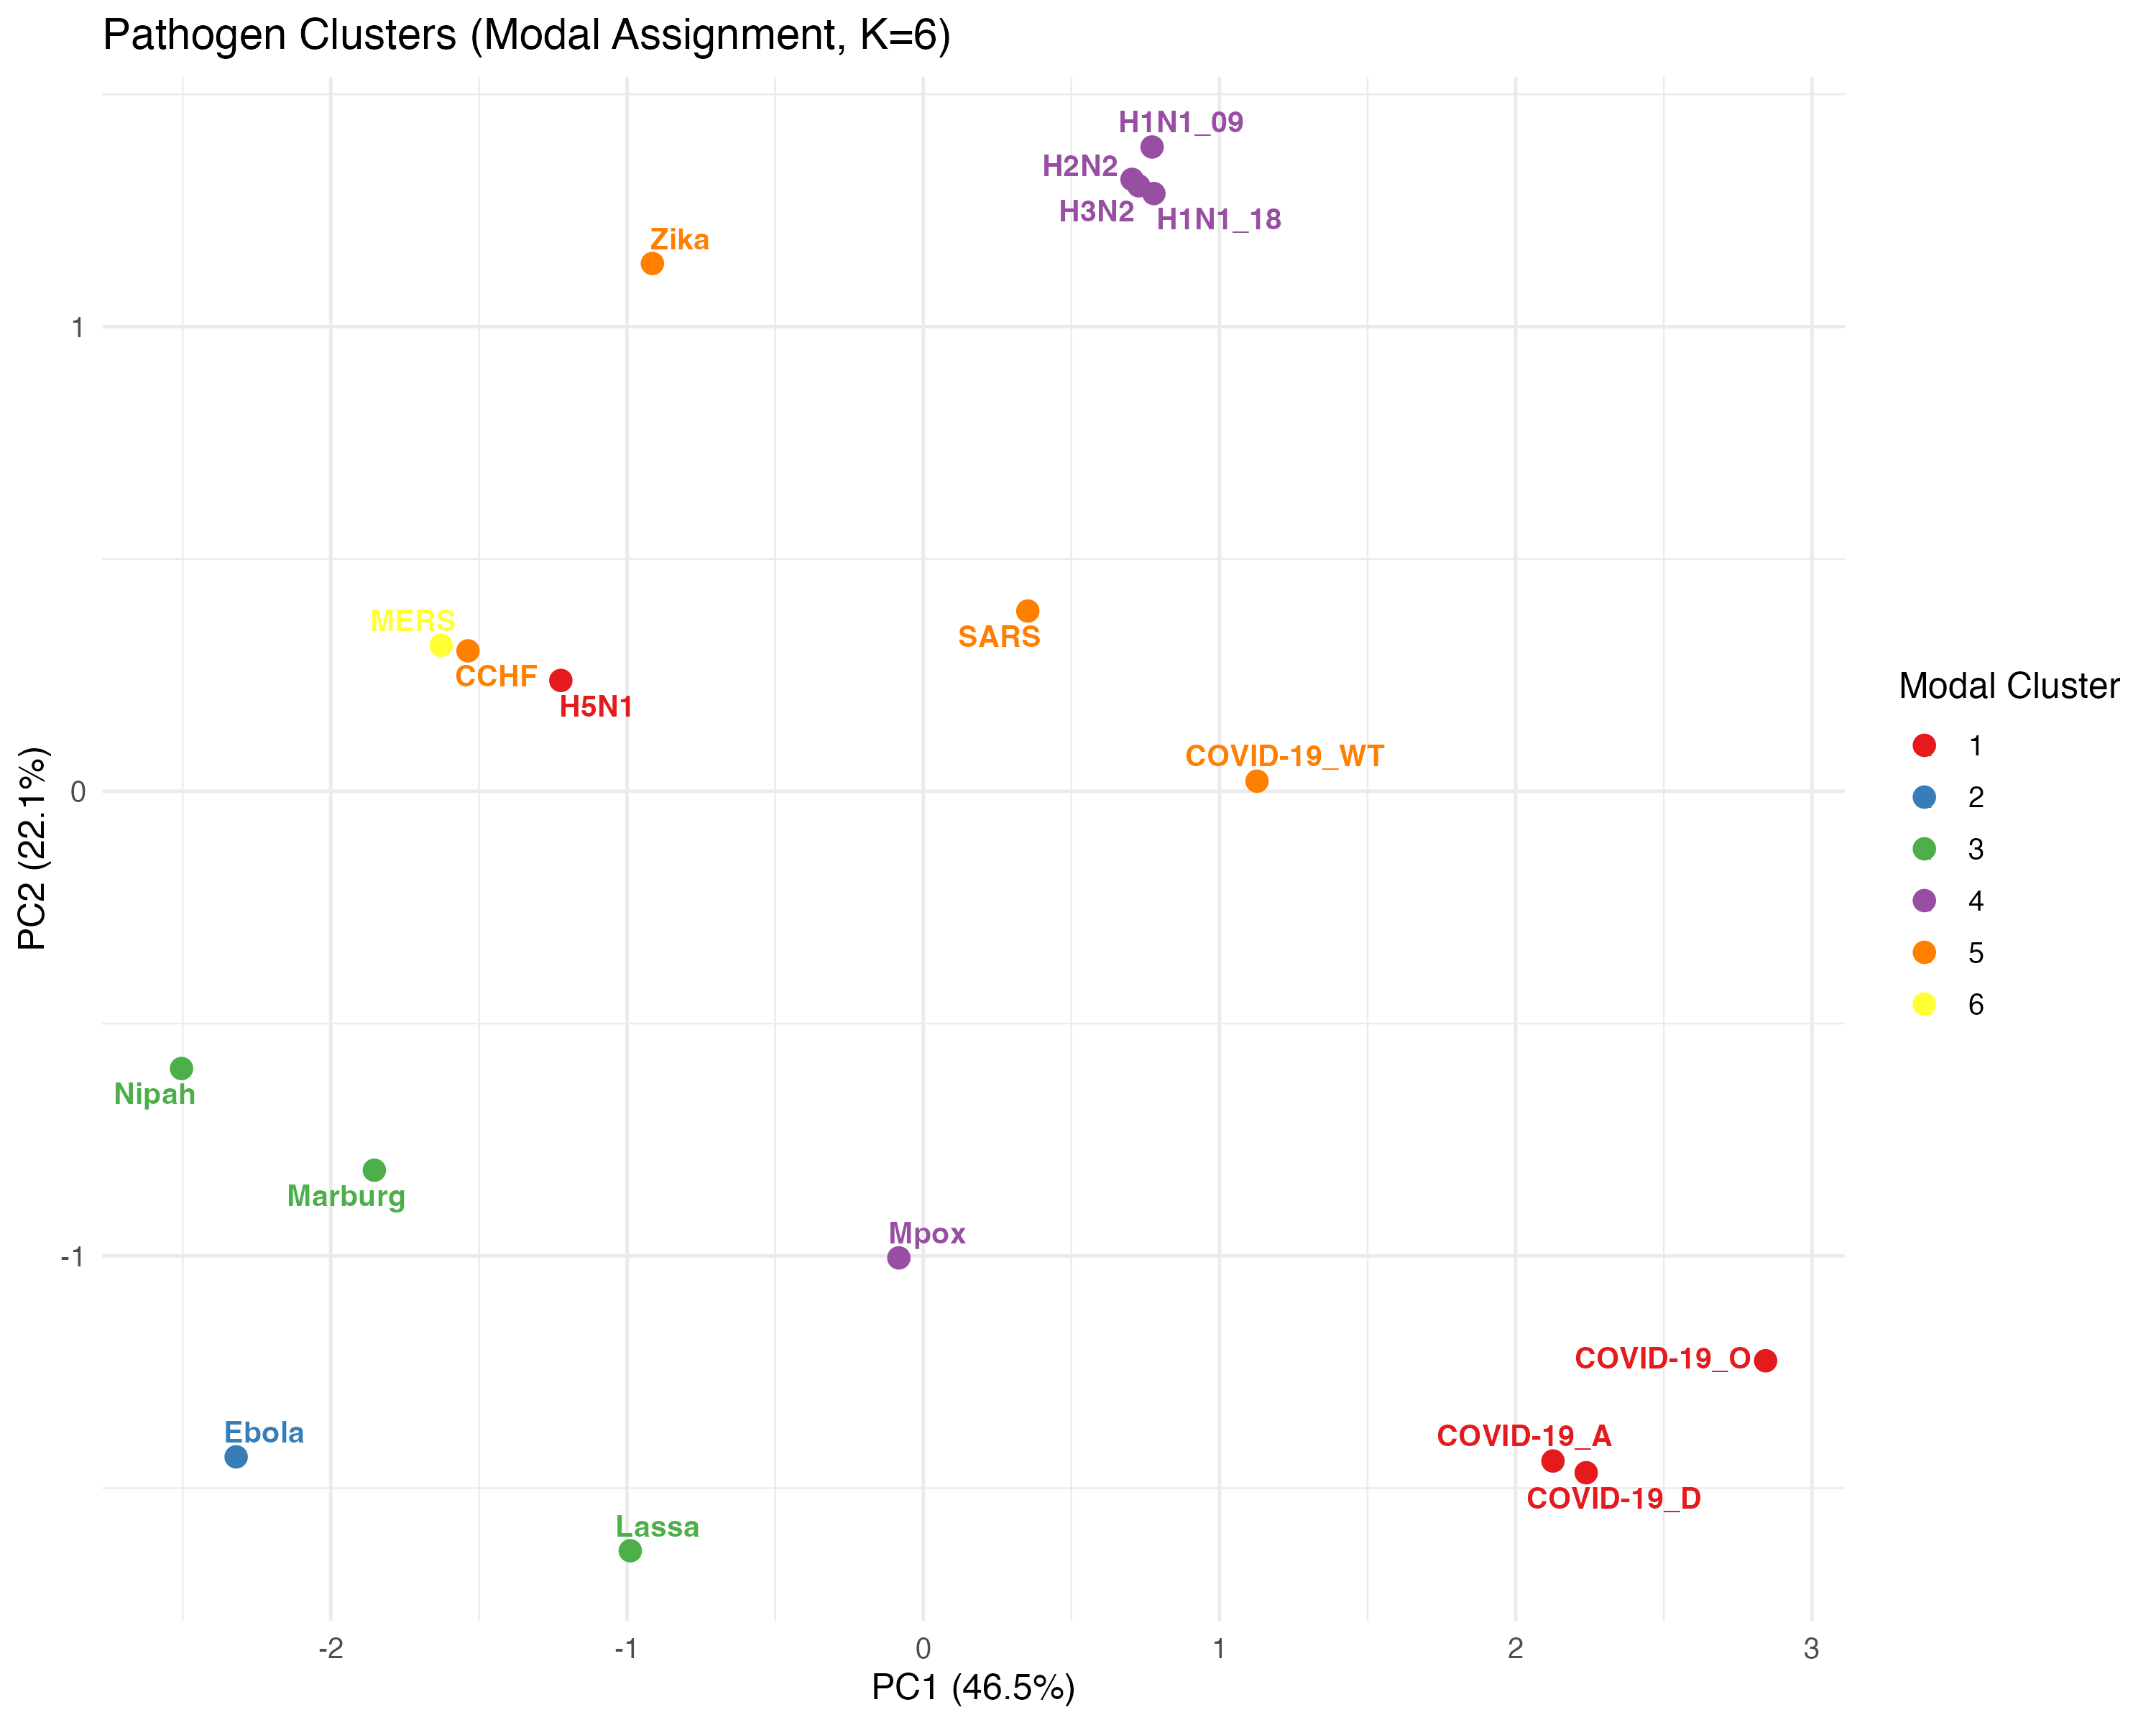 Pathogen Clusters (Modal Assignment, K=6)
H1N1_09
H2N2
H3N2
H1N1_18
Zika
1
MERS
CCHF
H5N1
SARS
COVID-19_WT
0
Nipah
Marburg
Mpox
-1
COVID-19_O
COVID-19_A
COVID-19_D
Ebola
Lassa
PC2 (22.1%)
-2
-1
0
1
2
3
PC1 (46.5%)
Modal Cluster
1
2
3
4
5
6